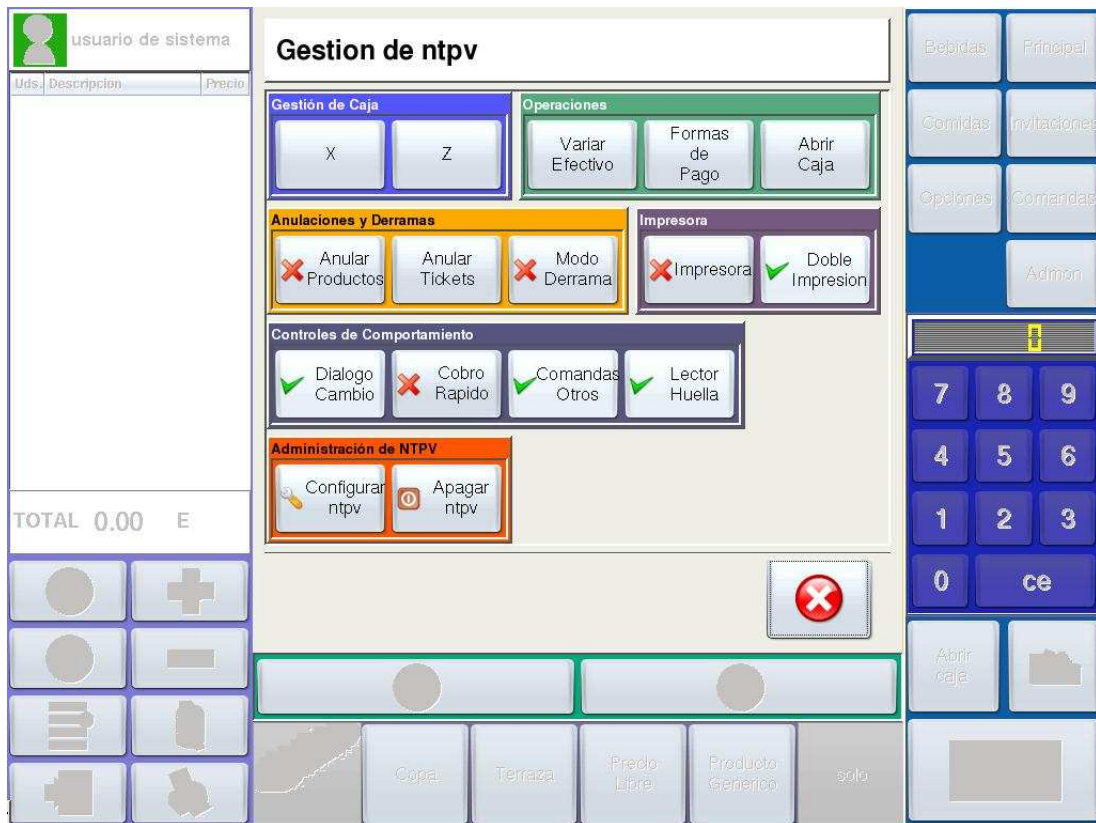 usuario de sistema
Uds. Descripcion Precio
TOTAL 0.00 E
Gestion de ntpv
Gestión de Caja
X
Z
Operaciones
Variar
Efectivo
Formas
de
Pago
Abrir
Caja
Anulaciones y Derramas
Anular
Productos
Anular
Tickets
Modo
Derrama
Impresora
Impresora
Doble
Impresion
Controles de Comportamiento
Dialogo
Cambio
Cobro
Rapido
Comandas
Otros
Lector
Huella
Administración de NTPV
Configurar
ntpv
Apagar
ntpv
Copa
Terraza
Precio
Libre
Producto
Generico
solo
Bebidas
Principal
Comidas
Invitaciones
Opciones
Comandas
Admon
7 8 9
4 5 6
1 2 3
0 ce
Abrir
caja